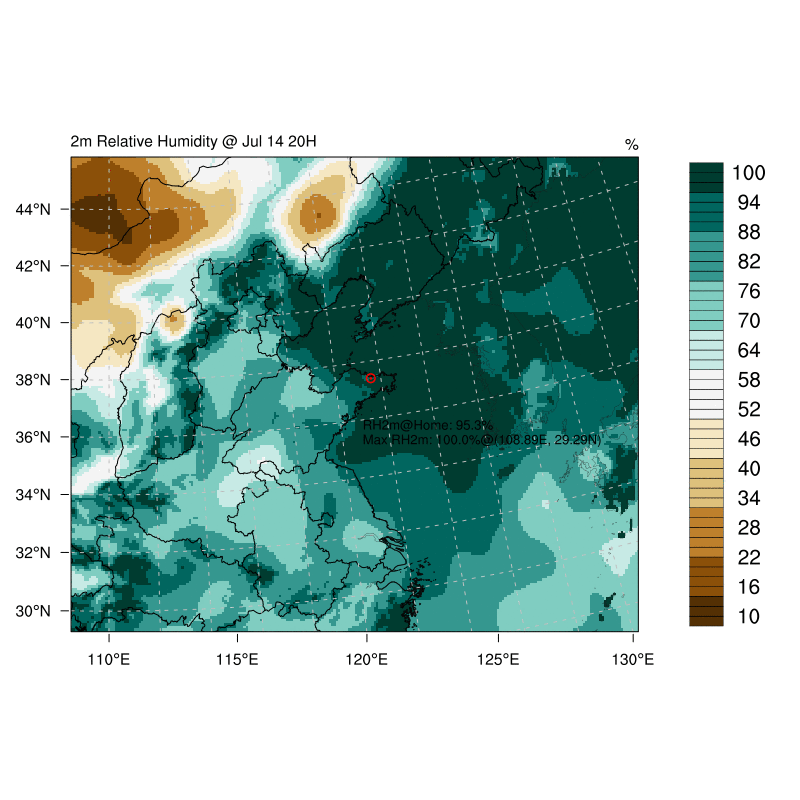 2m Relative Humidity @ Jul 14 20H
%
44°N
42°N
40°N
38°N
36°N
34°N
32°N
30°N
110°E
115°E
120°E
125°E
130°E
RH2m@Home: 95.3%
Max RH2m: 100.0%@(108.89E, 29.29N)
100
94
88
82
76
70
64
58
52
46
40
34
28
22
16
10